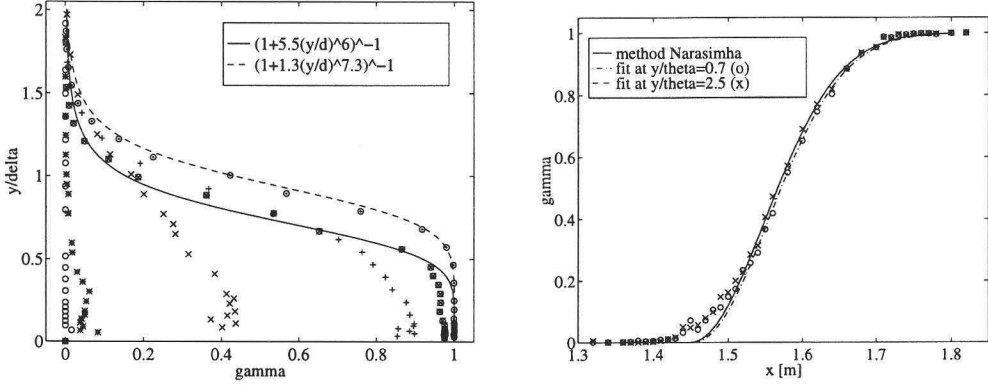 2
1.5
1
0.5
0
y/delta
(1+5.5(y/d)^6)^-1
(1+1.3(y/d)^7.3)^-1
0 0.2 0.4 0.6 0.8 1
gamma
1
0.8
0.6
0.4
0.2
0
gamma
method Narasimha
fit at y/theta=0.7 (o)
fit at y/theta=2.5 (x)
1.3 1.4 1.5 1.6 1.7 1.8
x [m]